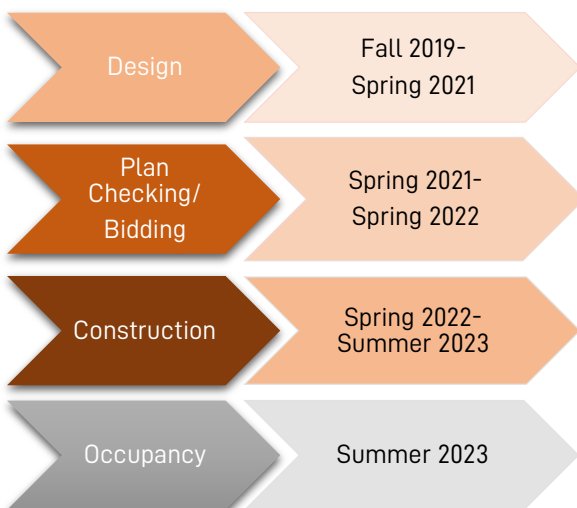 Design
Fall 2019-
Spring 2021
Plan
Checking/
Bidding
Spring 2021-
Spring 2022
Construction
Spring 2022-
Summer 2023
Occupancy
Summer 2023